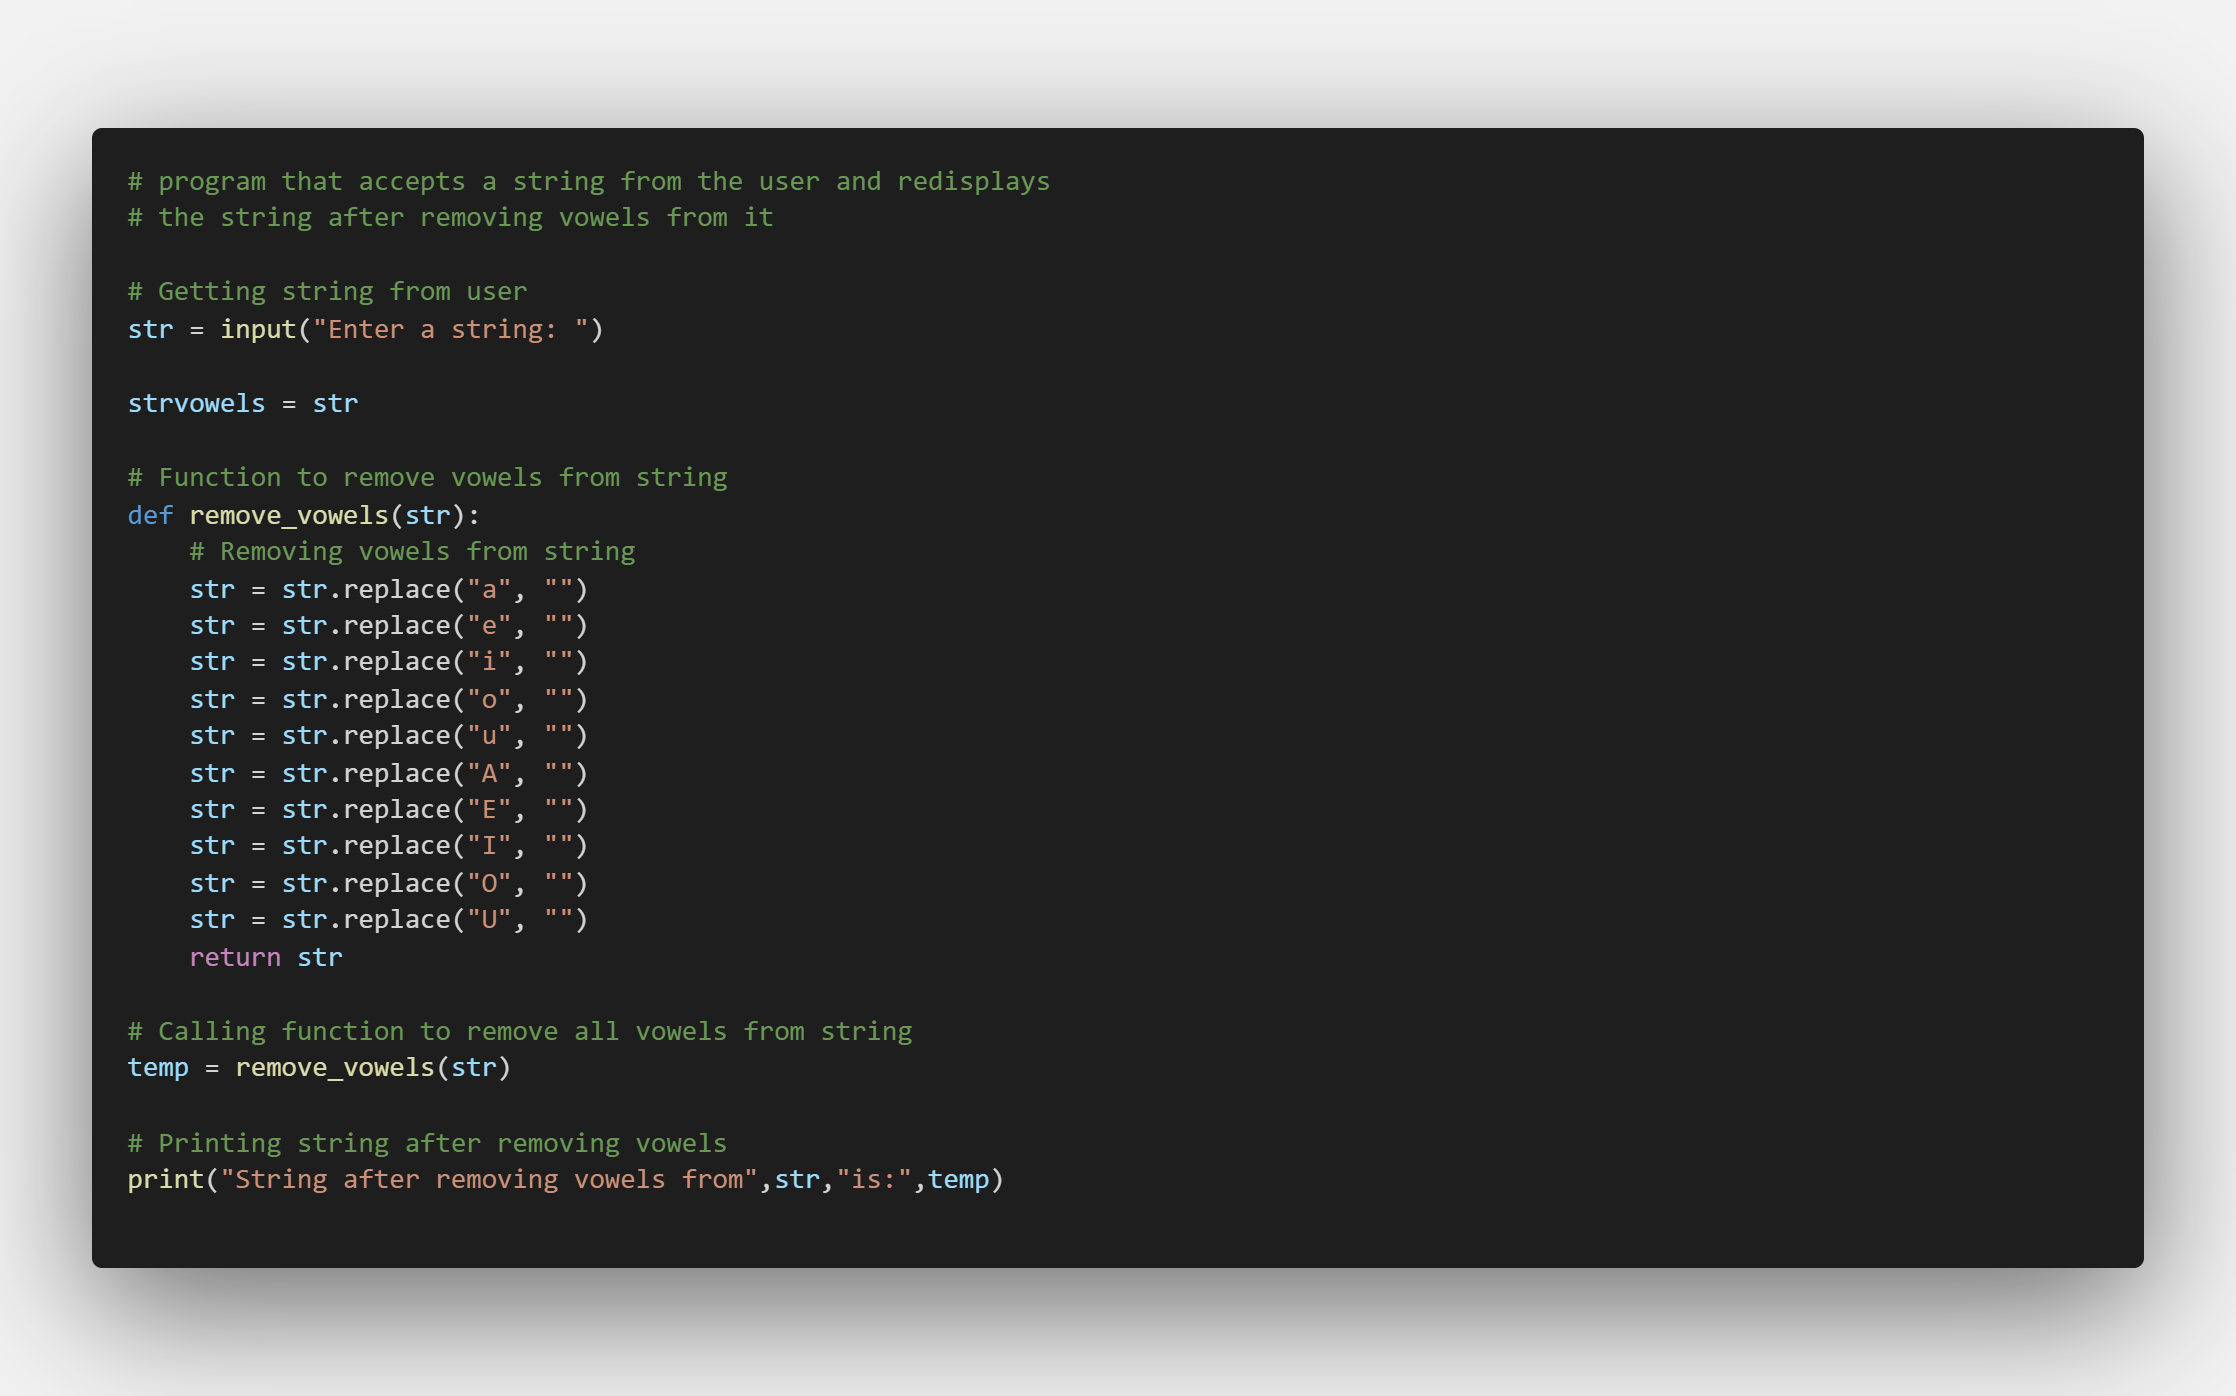 # program that accepts a string from the user and redisplays
# the string after removing vowels from it

# Getting string from user
str = input("Enter a string: ")

strvowels = str

# Function to remove vowels from string
def remove_vowels(str):
    # Removing vowels from string
    str = str.replace("a", "")
    str = str.replace("e", "")
    str = str.replace("i", "")
    str = str.replace("o", "")
    str = str.replace("u", "")
    str = str.replace("A", "")
    str = str.replace("E", "")
    str = str.replace("I", "")
    str = str.replace("O", "")
    str = str.replace("U", "")
    return str

# Calling function to remove all vowels from string
temp = remove_vowels(str)

# Printing string after removing vowels
print("String after removing vowels from",str,"is:",temp)